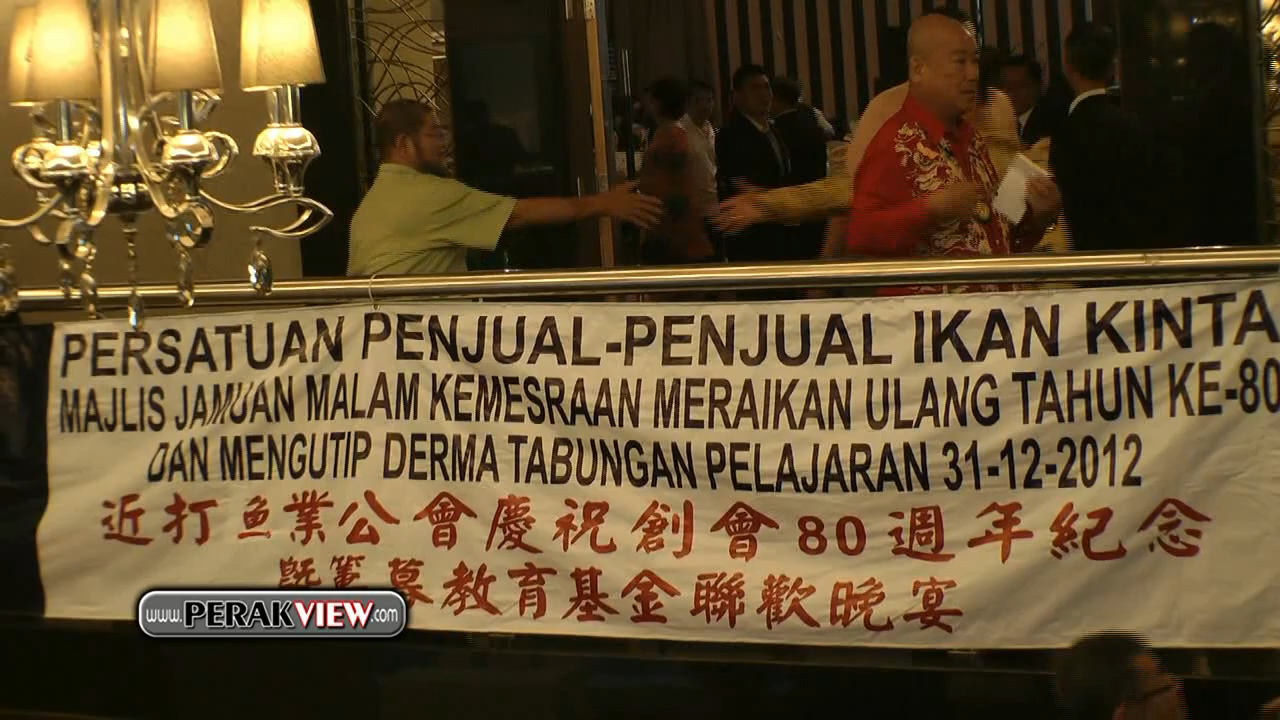 PERSATUAN PENJUAL-PENJUAL IKAN KINTA
MAJLIS JAMUAN MALAM KEMESRAAN MERAIKAN ULANG TAHUN KE-80
DAN MENGUTIP DERMA TABUNGAN PELAJARAN 31-12-2012
近打魚業公會慶祝創會80週年紀念
暨籌募教育基金聯歡晚宴
www.PERAKVIEW.com